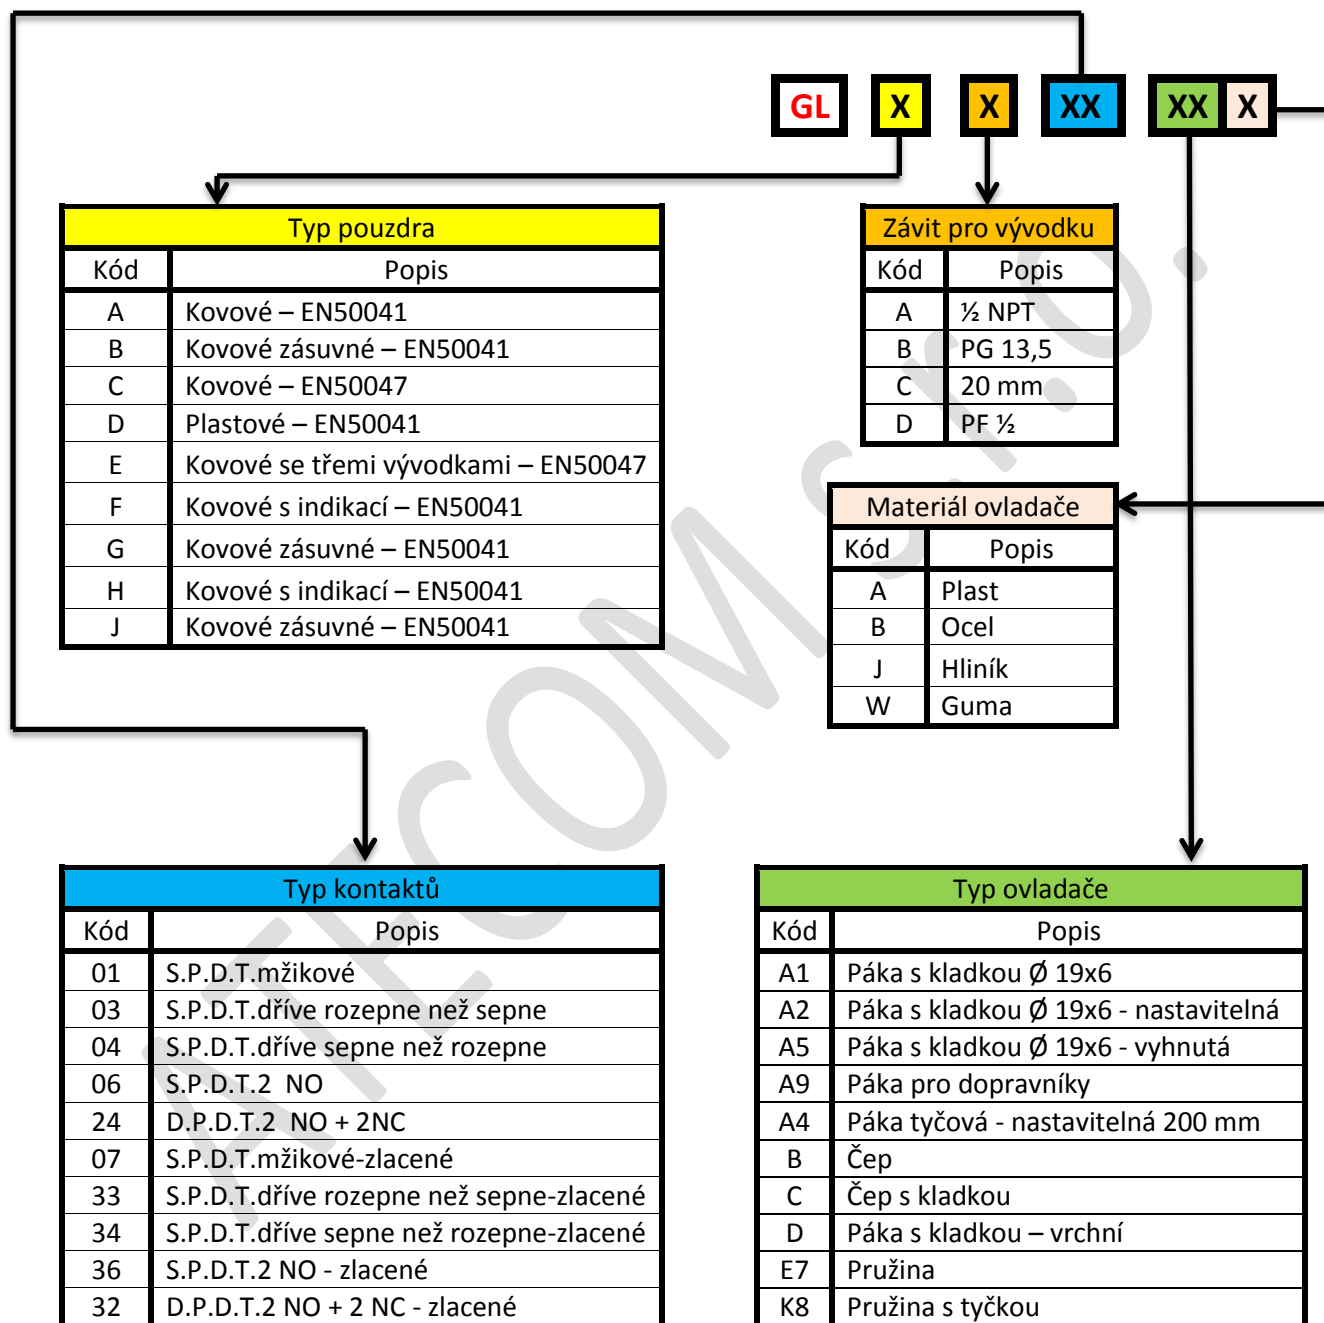 GL X X XX XX X
Typ pouzdra
Kód Popis
A Kovové – EN50041
B Kovové zásuvné – EN50041
C Kovové – EN50047
D Plastové – EN50041
E Kovové se třemi vývodkami – EN50047
F Kovové s indikací – EN50041
G Kovové zásuvné – EN50041
H Kovové s indikací – EN50041
J Kovové zásuvné – EN50041
Závit pro vývodku
Kód Popis
A ½ NPT
B PG 13,5
C 20 mm
D PF ½
Materiál ovladače
Kód Popis
A Plast
B Ocel
J Hliník
W Guma
Typ kontaktů
Kód Popis
01 S.P.D.T.mžikové
03 S.P.D.T.dříve rozepne než sepne
04 S.P.D.T.dříve sepne než rozepne
06 S.P.D.T.2 NO
24 D.P.D.T.2 NO + 2NC
07 S.P.D.T.mžikové-zlacené
33 S.P.D.T.dříve rozepne než sepne-zlacené
34 S.P.D.T.dříve sepne než rozepne-zlacené
36 S.P.D.T.2 NO - zlacené
32 D.P.D.T.2 NO + 2 NC - zlacené
Typ ovladače
Kód Popis
A1 Páka s kladkou Ø 19x6
A2 Páka s kladkou Ø 19x6 - nastavitelná
A5 Páka s kladkou Ø 19x6 - vyhnutá
A9 Páka pro dopravníky
A4 Páka tyčová - nastavitelná 200 mm
B Čep
C Čep s kladkou
D Páka s kladkou – vrchní
E7 Pružina
K8 Pružina s tyčkou
ATECOM s.r.o.